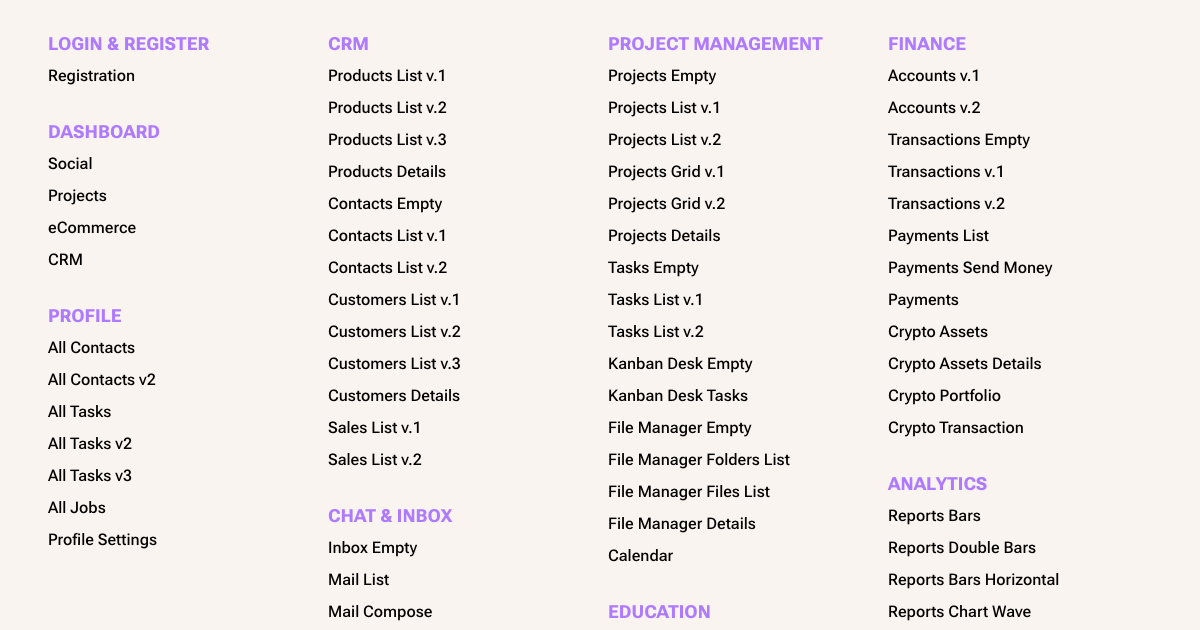 LOGIN & REGISTER
Registration
DASHBOARD
Social
Projects
eCommerce
CRM
PROFILE
All Contacts
All Contacts v2
All Tasks
All Tasks v2
All Tasks v3
All Jobs
Profile Settings
CRM
Products List v.1
Products List v.2
Products List v.3
Products Details
Contacts Empty
Contacts List v.1
Contacts List v.2
Customers List v.1
Customers List v.2
Customers List v.3
Customers Details
Sales List v.1
Sales List v.2
CHAT & INBOX
Inbox Empty
Mail List
Mail Compose
PROJECT MANAGEMENT
Projects Empty
Projects List v.1
Projects List v.2
Projects Grid v.1
Projects Grid v.2
Projects Details
Tasks Empty
Tasks List v.1
Tasks List v.2
Kanban Desk Empty
Kanban Desk Tasks
File Manager Empty
File Manager Folders List
File Manager Files List
File Manager Details
Calendar
EDUCATION
FINANCE
Accounts v.1
Accounts v.2
Transactions Empty
Transactions v.1
Transactions v.2
Payments List
Payments Send Money
Payments
Crypto Assets
Crypto Assets Details
Crypto Portfolio
Crypto Transaction
ANALYTICS
Reports Bars
Reports Double Bars
Reports Bars Horizontal
Reports Chart Wave